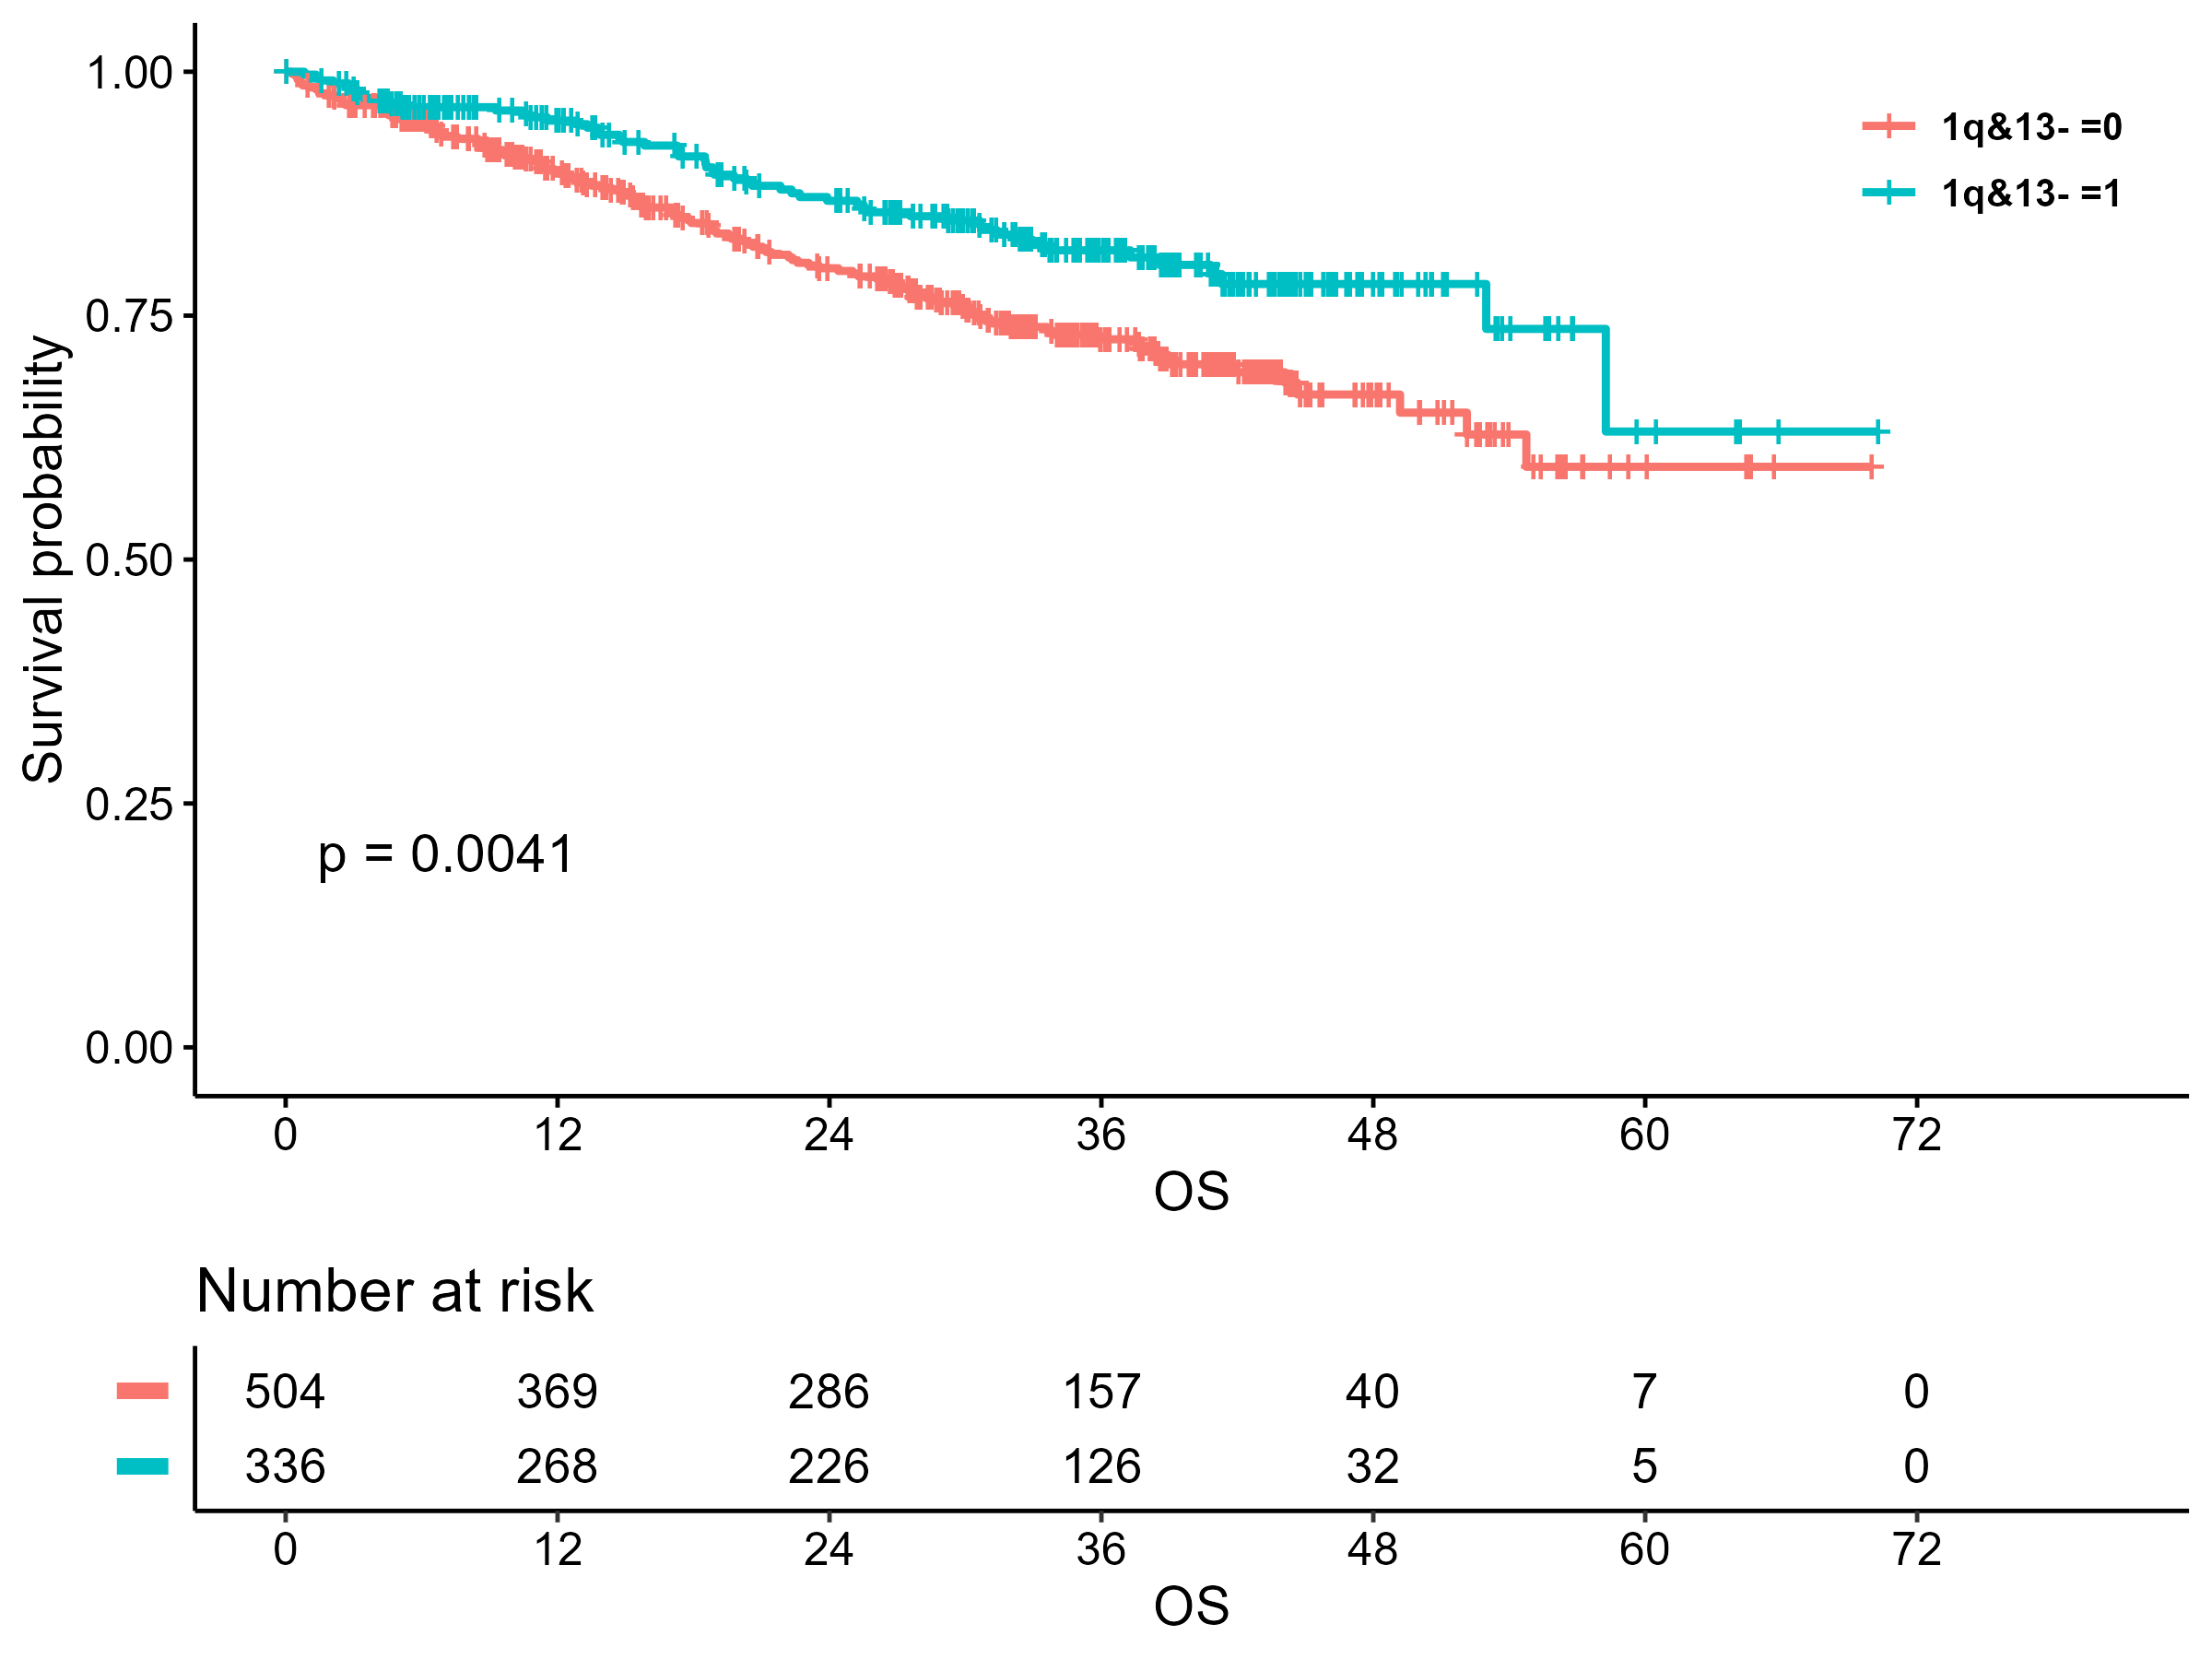 1q&13- =0
1q&13- =1
Survival probability
1.00
0.75
0.50
0.25
0.00
p = 0.0041
0 12 24 36 48 60 72
OS
Number at risk
504 369 286 157 40 7 0
336 268 226 126 32 5 0
0 12 24 36 48 60 72
OS